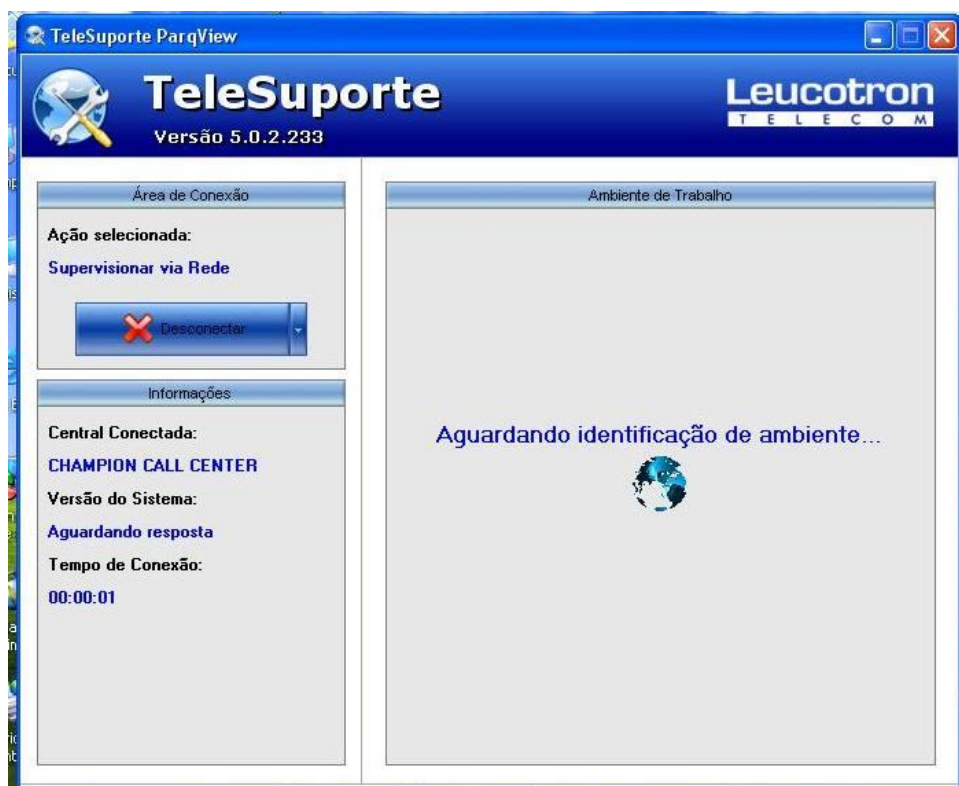 TeleSuporte ParqView
TeleSuporte
Versão 5.0.2.233
Leucotron
TELECOM
Área de Conexão
Ação selecionada:
Supervisionar via Rede
Desconectar
Informações
Central Conectada:
CHAMPION CALL CENTER
Versão do Sistema:
Aguardando resposta
Tempo de Conexão:
00:00:01
Ambiente de Trabalho
Aguardando identificação de ambiente...